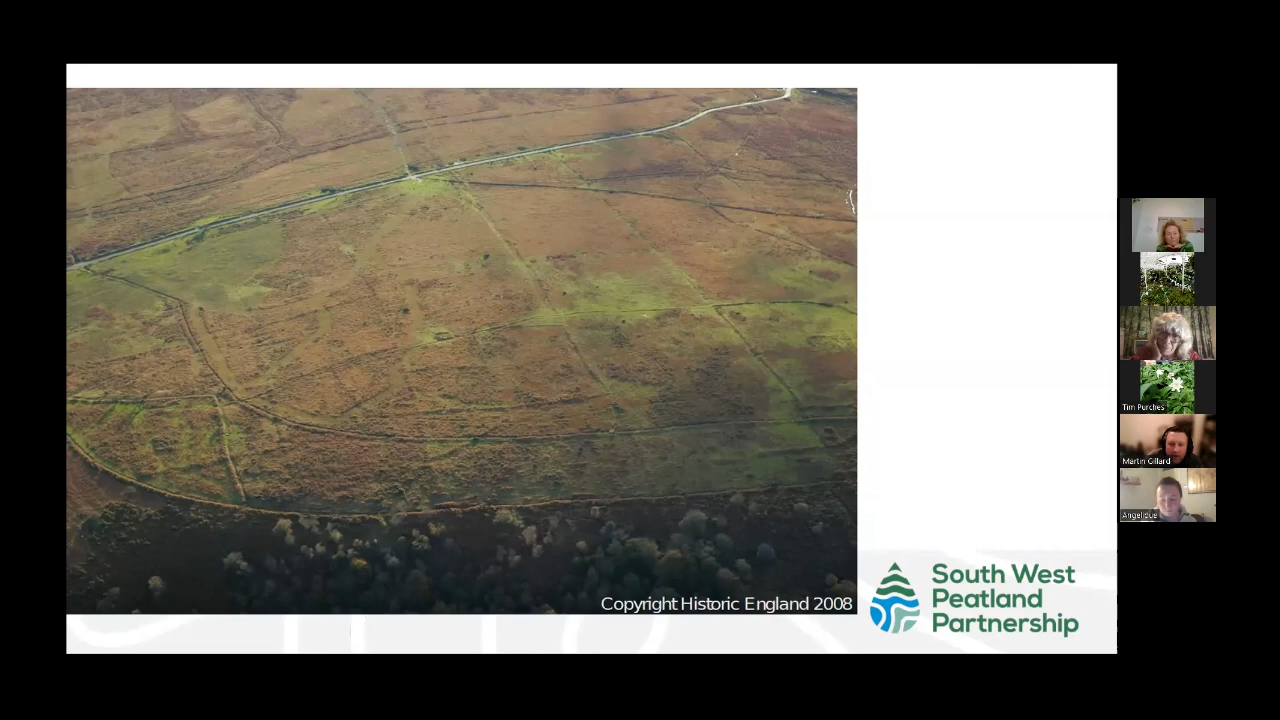 Copyright Historic England 2008
South West
Peatland
Partnership
Tim Purches
Martin Gillard
Angelique